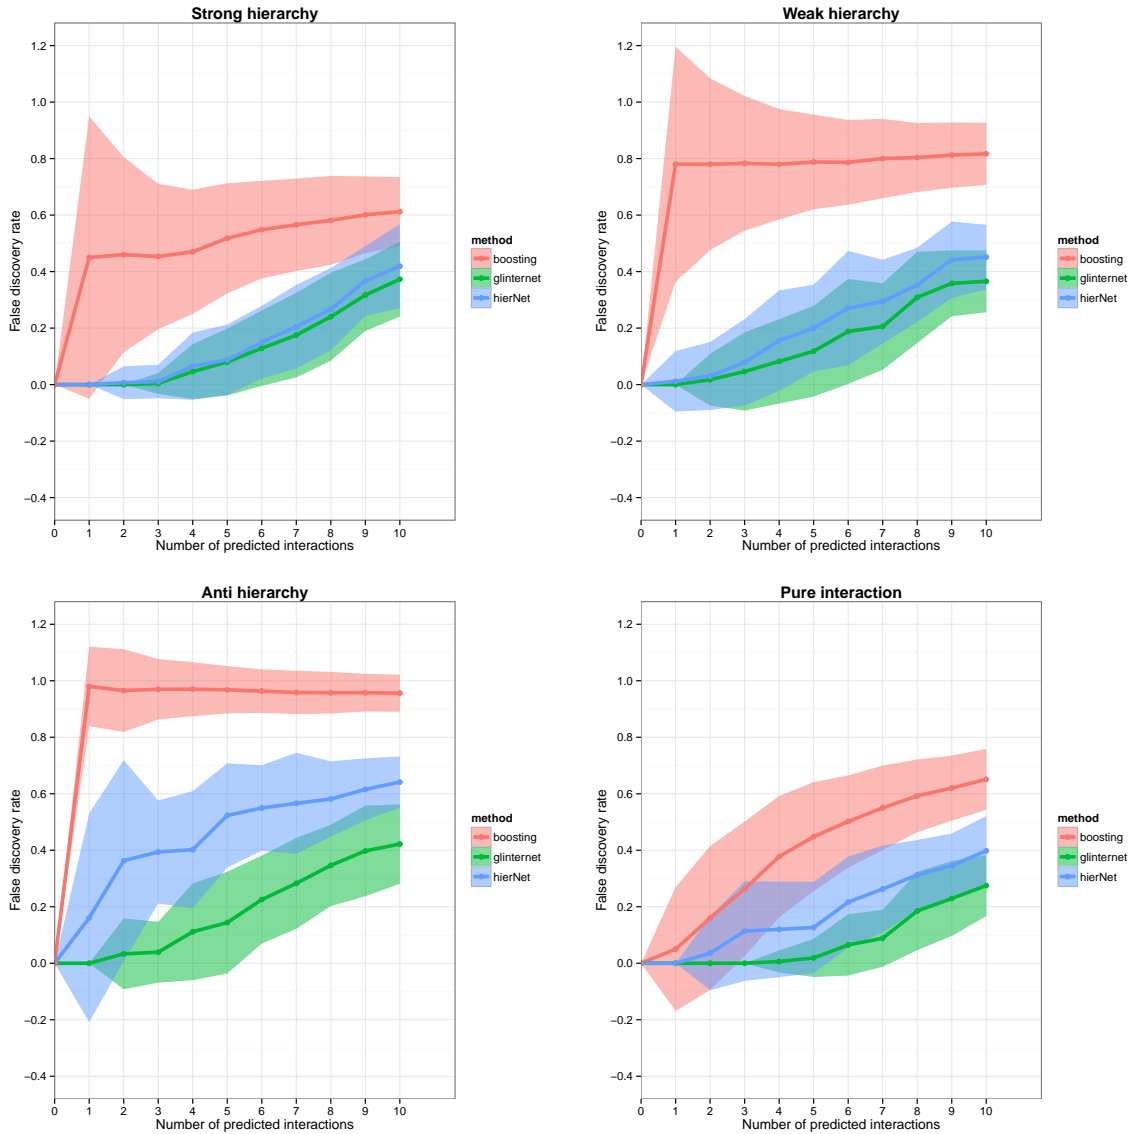 Strong hierarchy
False discovery rate
1.2
1.0
0.8
0.6
0.4
0.2
0.0
−0.2
−0.4
0 1 2 3 4 5 6 7 8 9 10
Number of predicted interactions
method
boosting
glinternet
hierNet
Weak hierarchy
False discovery rate
1.2
1.0
0.8
0.6
0.4
0.2
0.0
−0.2
−0.4
0 1 2 3 4 5 6 7 8 9 10
Number of predicted interactions
method
boosting
glinternet
hierNet
Anti hierarchy
False discovery rate
1.2
1.0
0.8
0.6
0.4
0.2
0.0
−0.2
−0.4
0 1 2 3 4 5 6 7 8 9 10
Number of predicted interactions
method
boosting
glinternet
hierNet
Pure interaction
False discovery rate
1.2
1.0
0.8
0.6
0.4
0.2
0.0
−0.2
−0.4
0 1 2 3 4 5 6 7 8 9 10
Number of predicted interactions
method
boosting
glinternet
hierNet